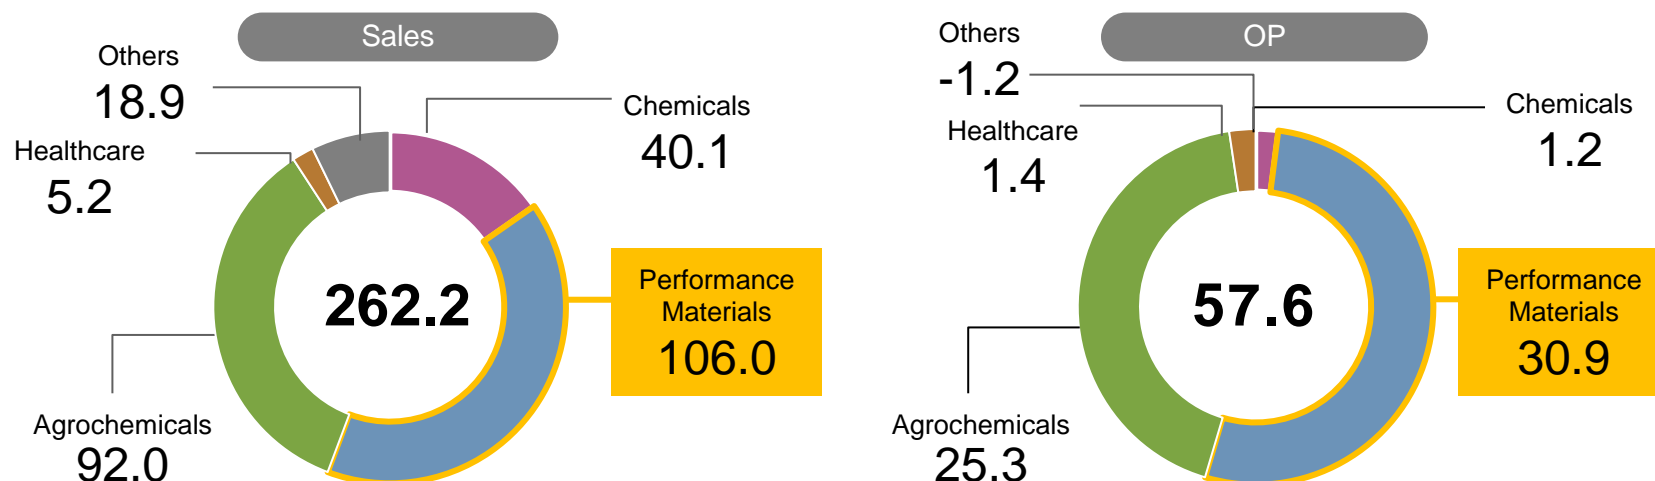 Sales
Others
18.9
Healthcare
5.2
Chemicals
40.1
262.2
Performance
Materials
106.0
Agrochemicals
92.0
OP
Others
-1.2
Healthcare
1.4
Chemicals
1.2
57.6
Performance
Materials
30.9
Agrochemicals
25.3